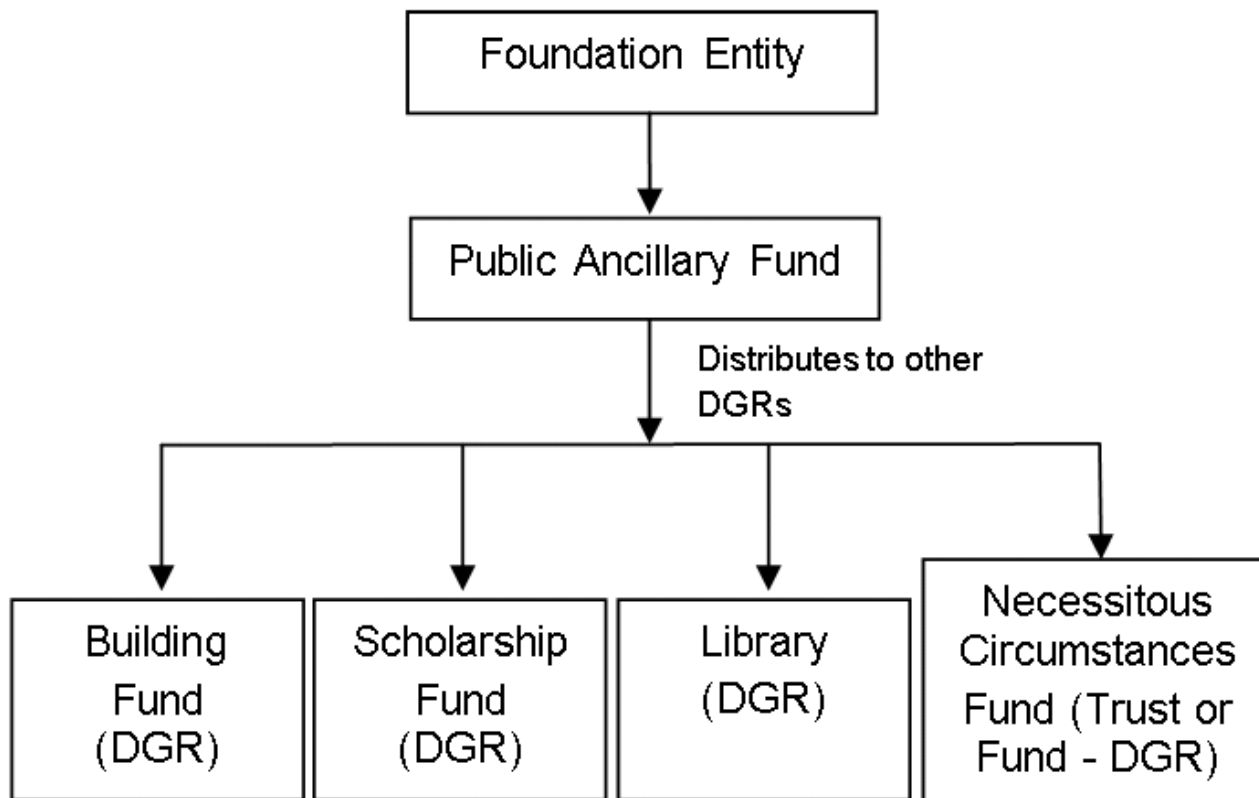 Foundation Entity
Public Ancillary Fund
Distributes to other
DGRs
Building
Fund
(DGR)
Scholarship
Fund
(DGR)
Library
(DGR)
Necessitous
Circumstances
Fund (Trust or
Fund - DGR)